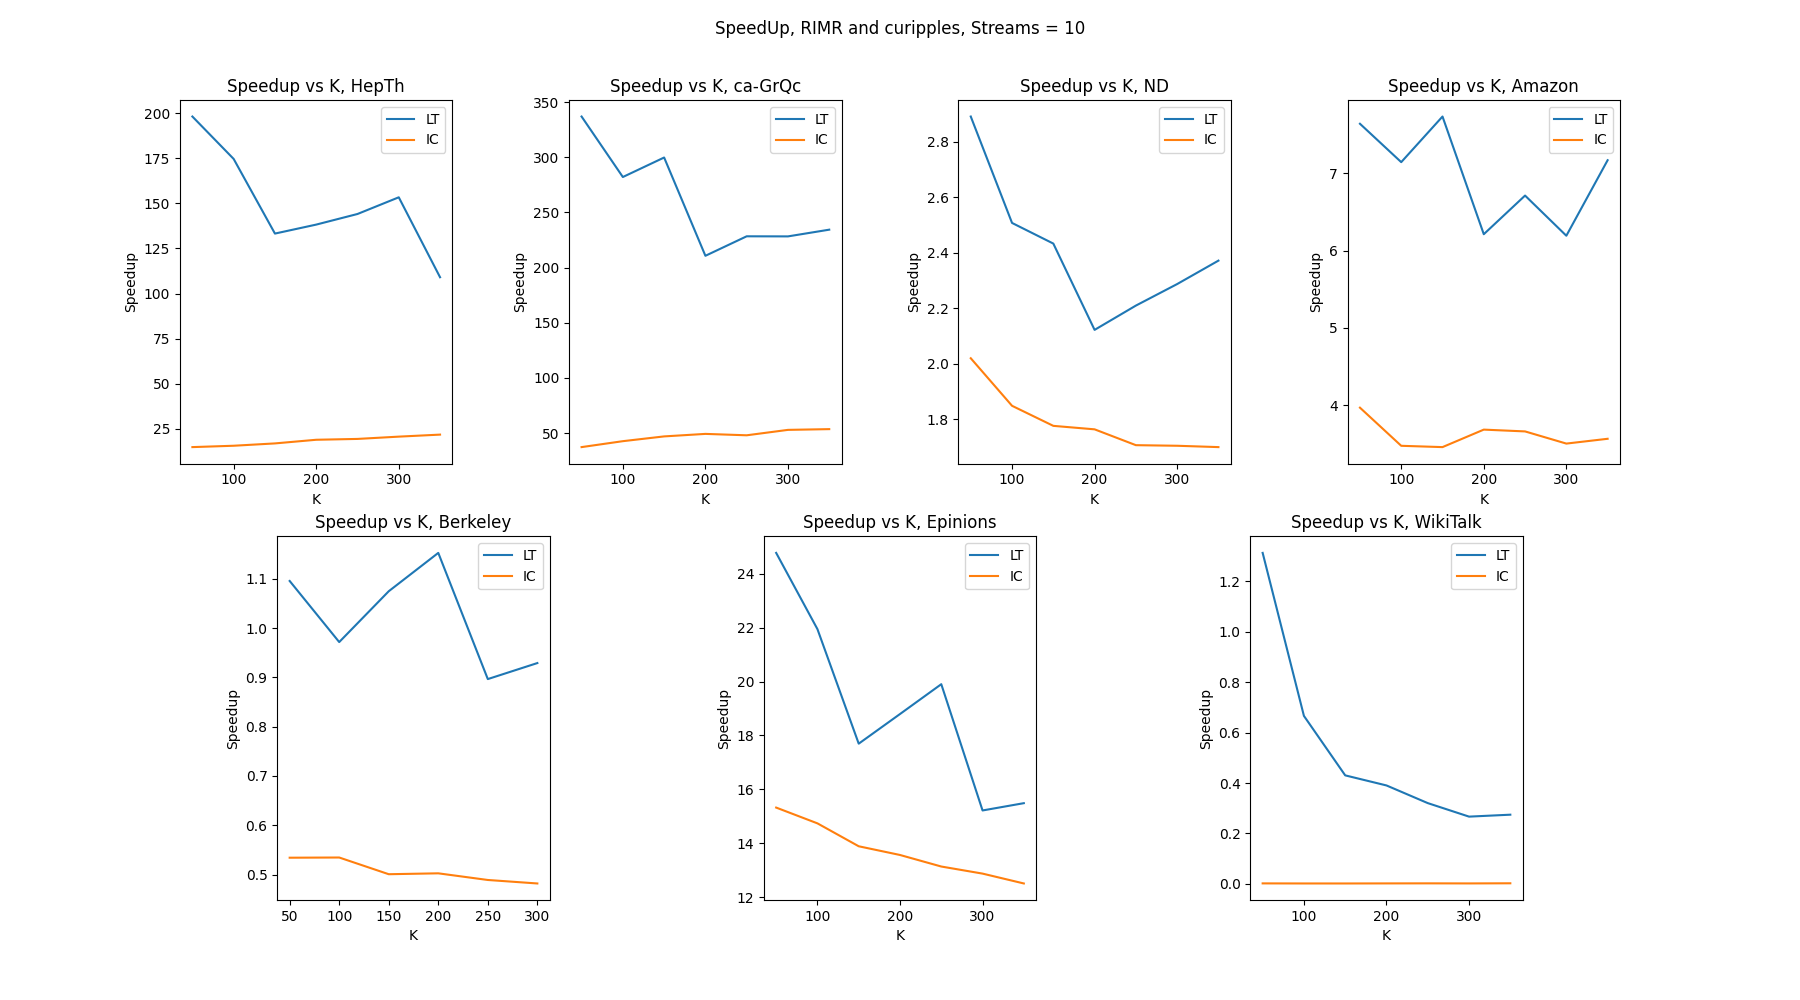 SpeedUp, RIMR and curipples, Streams = 10
Speedup vs K, HepTh
200
175
150
125
100
75
50
25
Speedup
100 200 300
K
LT
IC
Speedup vs K, ca-GrQc
350
300
250
200
150
100
50
Speedup
100 200 300
K
LT
IC
Speedup vs K, ND
2.8
2.6
2.4
2.2
2.0
1.8
Speedup
100 200 300
K
LT
IC
Speedup vs K, Amazon
7
6
5
4
Speedup
100 200 300
K
LT
IC
Speedup vs K, Berkeley
1.1
1.0
0.9
0.8
0.7
0.6
0.5
Speedup
50 100 150 200 250 300
K
LT
IC
Speedup vs K, Epinions
24
22
20
18
16
14
12
Speedup
100 200 300
K
LT
IC
Speedup vs K, WikiTalk
1.2
1.0
0.8
0.6
0.4
0.2
0.0
Speedup
100 200 300
K
LT
IC